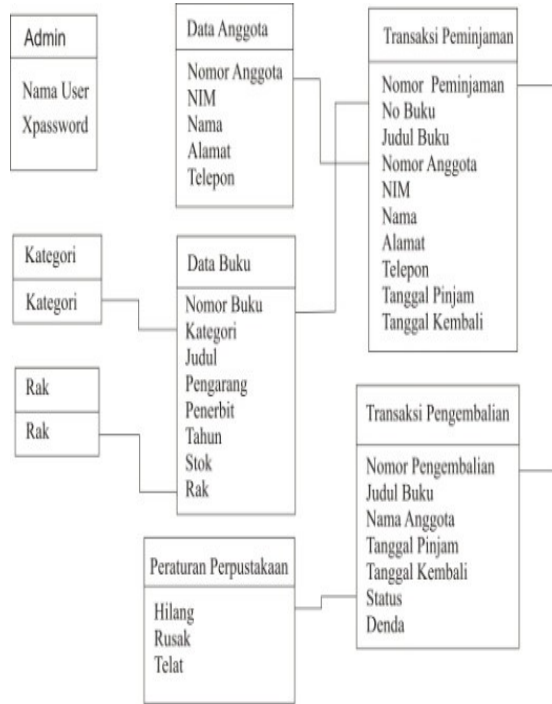 Admin
Nama User
Xpassword
Data Anggota
Nomor Anggota
NIM
Nama
Alamat
Telepon
Transaksi Peminjaman
Nomor Peminjaman
No Buku
Judul Buku
Nomor Anggota
NIM
Nama
Alamat
Telepon
Tanggal Pinjam
Tanggal Kembali
Kategori
Kategori
Data Buku
Nomor Buku
Kategori
Judul
Pengarang
Penerbit
Tahun
Stok
Rak
Rak
Rak
Transaksi Pengembalian
Nomor Pengembalian
Judul Buku
Nama Anggota
Tanggal Pinjam
Tanggal Kembali
Status
Denda
Peraturan Perpustakaan
Hilang
Rusak
Telat